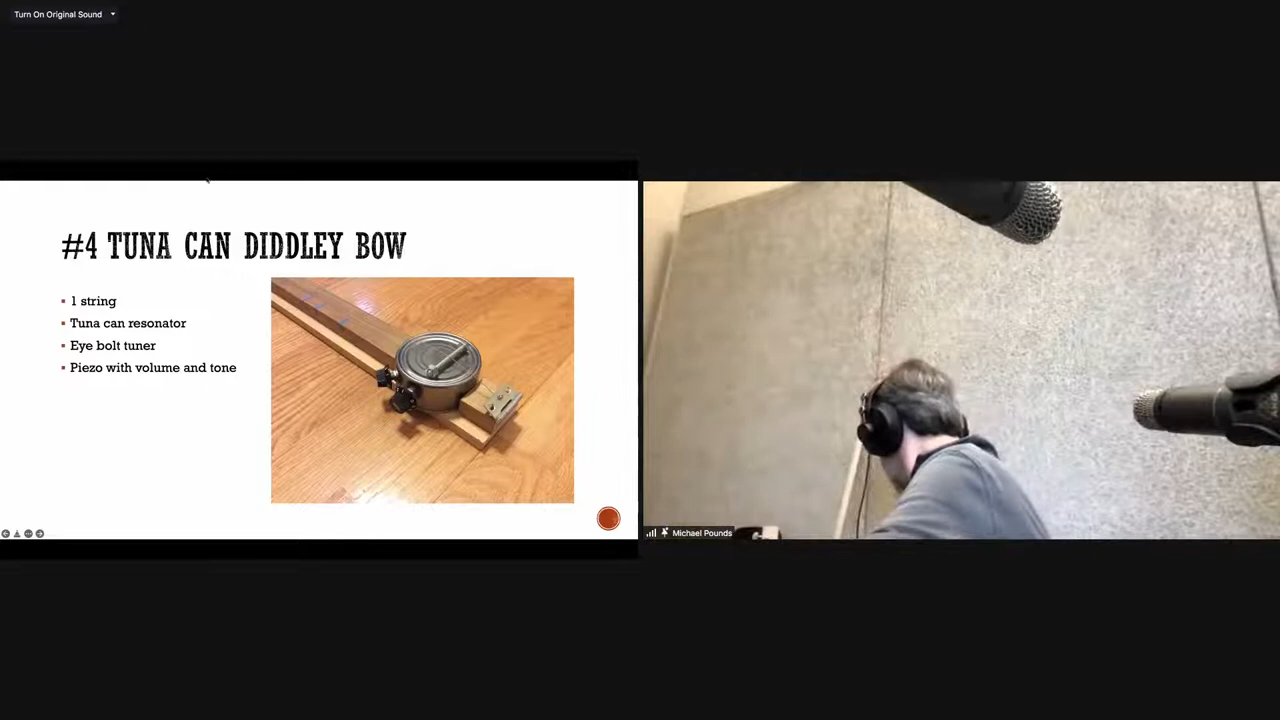 Turn On Original Sound
#4 TUNA CAN DIDDLEY BOW
1 string
Tuna can resonator
Eye bolt tuner
Piezo with volume and tone
Michael Pounds